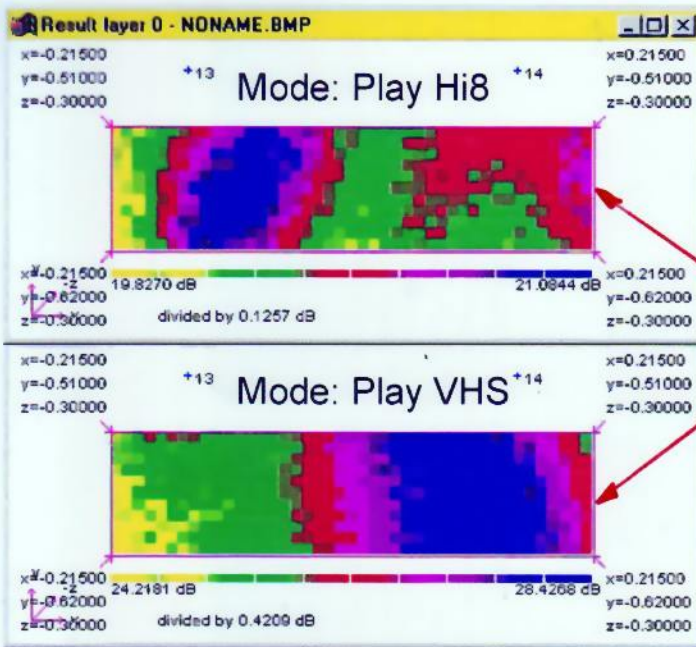 Result layer 0 - NONAME.BMP
x=-0.21500 x=0.21500
y=-0.51000 +13 Mode: Play Hi8 +14 y=-0.51000
z=-0.30000 z=-0.30000
x=-0.21500 x=0.21500
19.8270 dB 21.0844 dB
y=-0.62000 y=-0.62000
z=-0.30000 divided by 0.1257 dB z=-0.30000
x=-0.21500 x=0.21500
y=-0.51000 +13 Mode: Play VHS +14 y=-0.51000
z=-0.30000 z=-0.30000
x=-0.21500 x=0.21500
24.2181 dB 28.4268 dB
y=-0.62000 y=-0.62000
z=-0.30000 divided by 0.4209 dB z=-0.30000